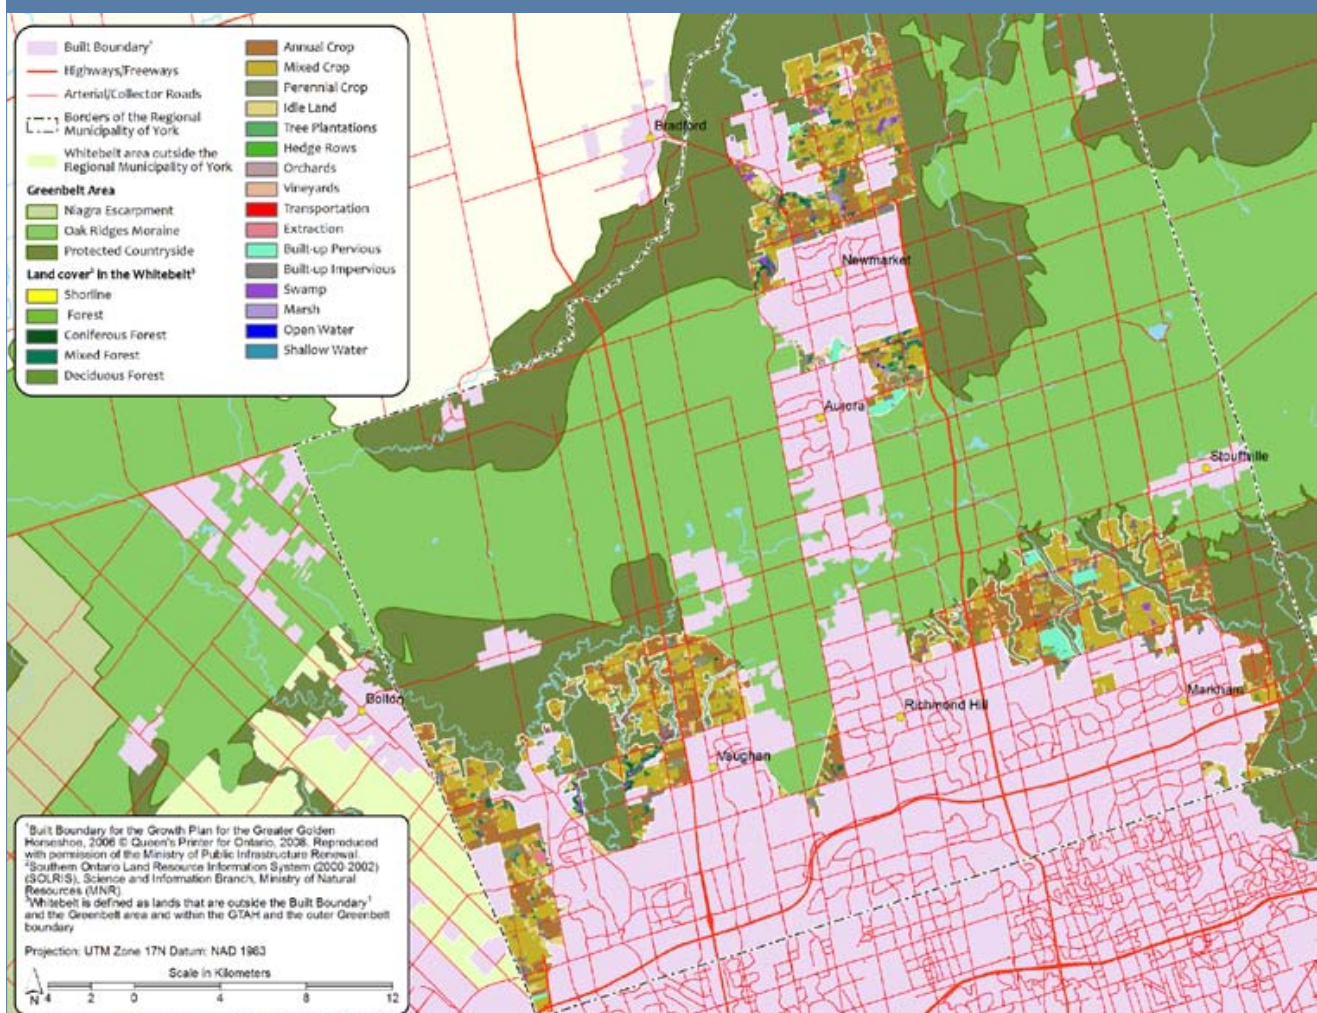 Built Boundary¹
Highways/Freeways
Arterial/Collector Roads
Borders of the Regional
Municipality of York
Whitebelt area outside the
Regional Municipality of York
Greenbelt Area
Niagra Escarpment
Oak Ridges Moraine
Protected Countryside
Land cover² in the Whitebelt³
Shorline
Forest
Coniferous Forest
Mixed Forest
Deciduous Forest
Annual Crop
Mixed Crop
Perennial Crop
Idle Land
Tree Plantations
Hedge Rows
Orchards
Vineyards
Transportation
Extraction
Built-up Pervious
Built-up Impervious
Swamp
Marsh
Open Water
Shallow Water
Bradford
Newmarket
Aurora
Stouffville
Bolton
Richmond Hill
Markham
Vaughan
¹Built Boundary for the Growth Plan for the Greater Golden
Horseshoe, 2006 © Queen's Printer for Ontario, 2008. Reproduced
with permission of the Ministry of Public Infrastructure Renewal.
²Southern Ontario Land Resource Information System (2000-2002)
(SOLRIS), Science and Information Branch, Ministry of Natural
Resources (MNR).
³Whitebelt is defined as lands that are outside the Built Boundary¹
and the Greenbelt area and within the GTAH and the outer Greenbelt
boundary
Projection: UTM Zone 17N Datum: NAD 1983
Scale in Kilometers
N
4 2 0 4 8 12